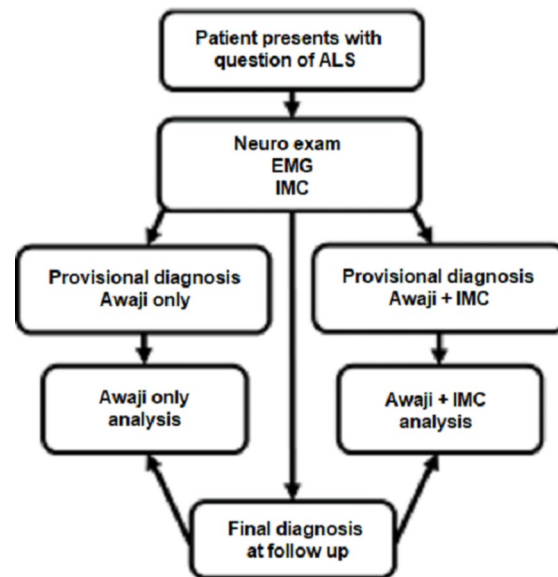 Patient presents with
question of ALS
Neuro exam
EMG
IMC
Provisional diagnosis
Awaji only
Provisional diagnosis
Awaji + IMC
Awaji only
analysis
Awaji + IMC
analysis
Final diagnosis
at follow up